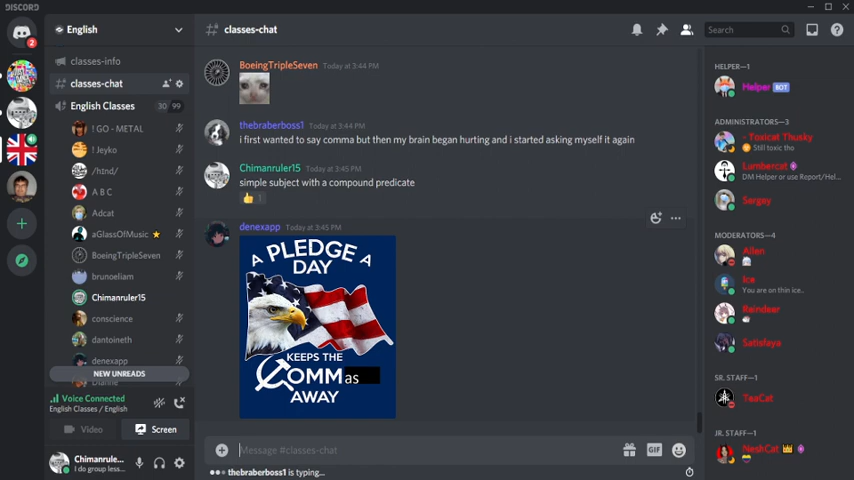 DISCORD
2
English
classes-info
classes-chat
English Classes 30 99
! GO - METAL
! Jeyko
A B C
Adcat
aGlassOfMusic
BoeingTripleSeven
brunoeliam
Chimanruler15
conscience
dantoineth
denexapp
NEW UNREADS
Voice Connected
English Classes / English
Video Screen
Chimanrule...
I do group less...
classes-chat
Search
BoeingTripleSeven Today at 3:44 PM
thebraberboss1 Today at 3:44 PM
i first wanted to say comma but then my brain began hurting and i started asking myself it again
Chimanruler15 Today at 3:45 PM
simple subject with a compound predicate
1
denexapp Today at 3:45 PM
A PLEDGE A
DAY
KEEPS THE
COMMas
AWAY
Message #classes-chat
GIF
thebraberboss1 is typing...
HELPER—1
Helper BOT
ADMINISTRATORS—3
Toxicat Thusky
Still toxic tho
Lumbercat
DM Helper or use Report/Hel...
Sergey
MODERATORS—4
Allen
Ice
You are on thin ice..
Reindeer
Satisfaya
SR. STAFF—1
TeaCat
JR. STAFF—1
NeshCat